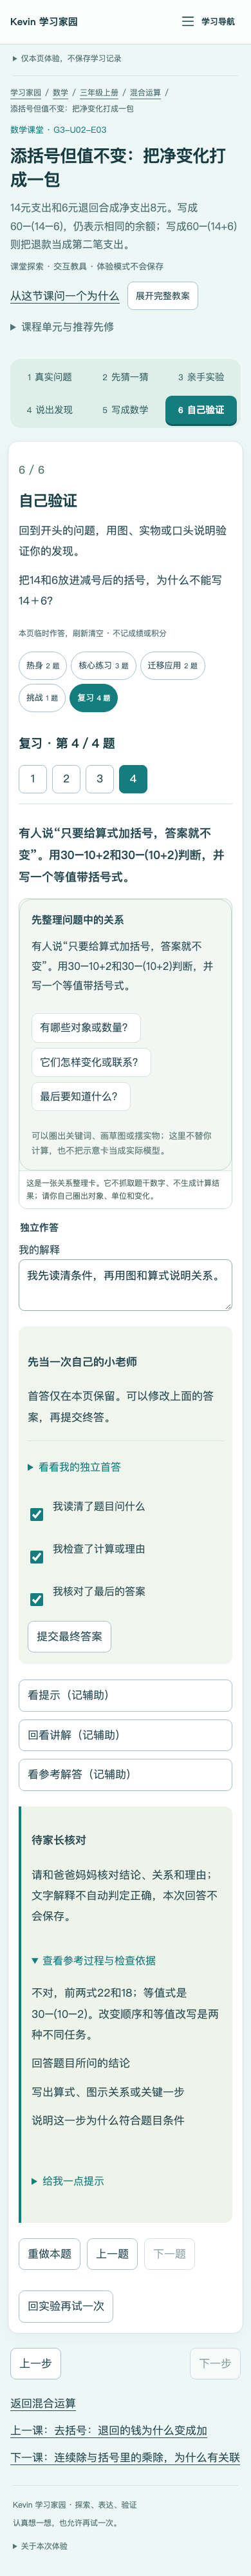 Kevin 学习家园
学习导航
仅本页体验，不保存学习记录
学习家园 / 数学 / 三年级上册 / 混合运算 /
添括号但值不变：把净变化打成一包
数学课堂 · G3-U02-E03
添括号但值不变：把净变化打
成一包
14元支出和6元退回合成净支出8元。写成
60−(14−6)，仍表示相同的余额；写成60−(14+6)
则把退款当成第二笔支出。
课堂探索 · 交互教具 · 体验模式不会保存
从这节课问一个为什么
展开完整教案
课程单元与推荐先修
1 真实问题
2 先猜一猜
3 亲手实验
4 说出发现
5 写成数学
6 自己验证
6 / 6
自己验证
回到开头的问题，用图、实物或口头说明验
证你的发现。
把14和6放进减号后的括号，为什么不能写
14＋6？
本页临时作答，刷新清空 · 不记成绩或积分
热身 2 题
核心练习 3 题
迁移应用 2 题
挑战 1 题
复习 4 题
复习 · 第 4 / 4 题
1
2
3
4
有人说“只要给算式加括号，答案就不
变”。用30−10+2和30−(10+2)判断，并
写一个等值带括号式。
先整理问题中的关系
有人说“只要给算式加括号，答案就不
变”。用30−10+2和30−(10+2)判断，并
写一个等值带括号式。
有哪些对象或数量？
它们怎样变化或联系？
最后要知道什么？
可以圈出关键词、画草图或摆实物；这里不替你
计算，也不把示意卡当成实际模型。
这是一张关系整理卡。它不抓取题干数字、不生成计算结
果；请你自己圈出对象、单位和变化。
独立作答
我的解释
我先读清条件，再用图和算式说明关系。
先当一次自己的小老师
首答仅在本页保留。可以修改上面的答
案，再提交终答。
看看我的独立首答
我读清了题目问什么
我检查了计算或理由
我核对了最后的答案
提交最终答案
看提示（记辅助）
回看讲解（记辅助）
看参考解答（记辅助）
待家长核对
请和爸爸妈妈核对结论、关系和理由；
文字解释不自动判定正确，本次回答不
会保存。
查看参考过程与检查依据
不对，前两式22和18；等值式是
30−(10−2)。改变顺序和等值改写是两
种不同任务。
回答题目所问的结论
写出算式、图示关系或关键一步
说明这一步为什么符合题目条件
给我一点提示
重做本题
上一题
下一题
回实验再试一次
上一步
下一步
返回混合运算
上一课：去括号：退回的钱为什么变成加
下一课：连续除与括号里的乘除，为什么有关联
Kevin 学习家园 · 探索、表达、验证
认真想一想，也允许再试一次。
关于本次体验